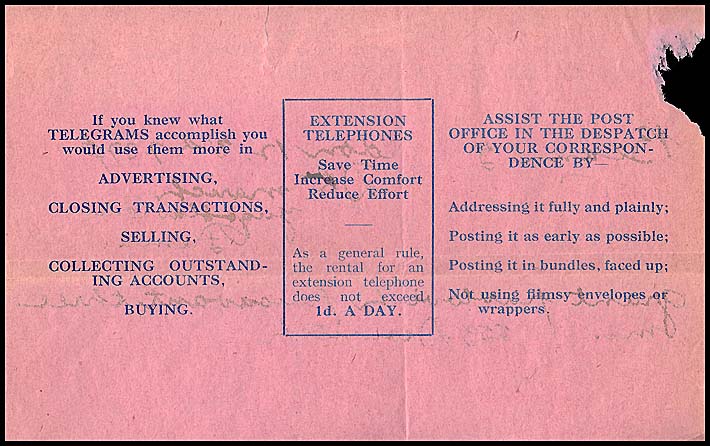 If you knew what
TELEGRAMS accomplish you
would use them more in
ADVERTISING,
CLOSING TRANSACTIONS,
SELLING,
COLLECTING OUTSTAND-
ING ACCOUNTS,
BUYING.
EXTENSION
TELEPHONES
Save Time
Increase Comfort
Reduce Effort
As a general rule,
the rental for an
extension telephone
does not exceed
1d. A DAY.
ASSIST THE POST
OFFICE IN THE DESPATCH
OF YOUR CORRESPON-
DENCE BY—
Addressing it fully and plainly;
Posting it as early as possible;
Posting it in bundles, faced up;
Not using flimsy envelopes or
wrappers.